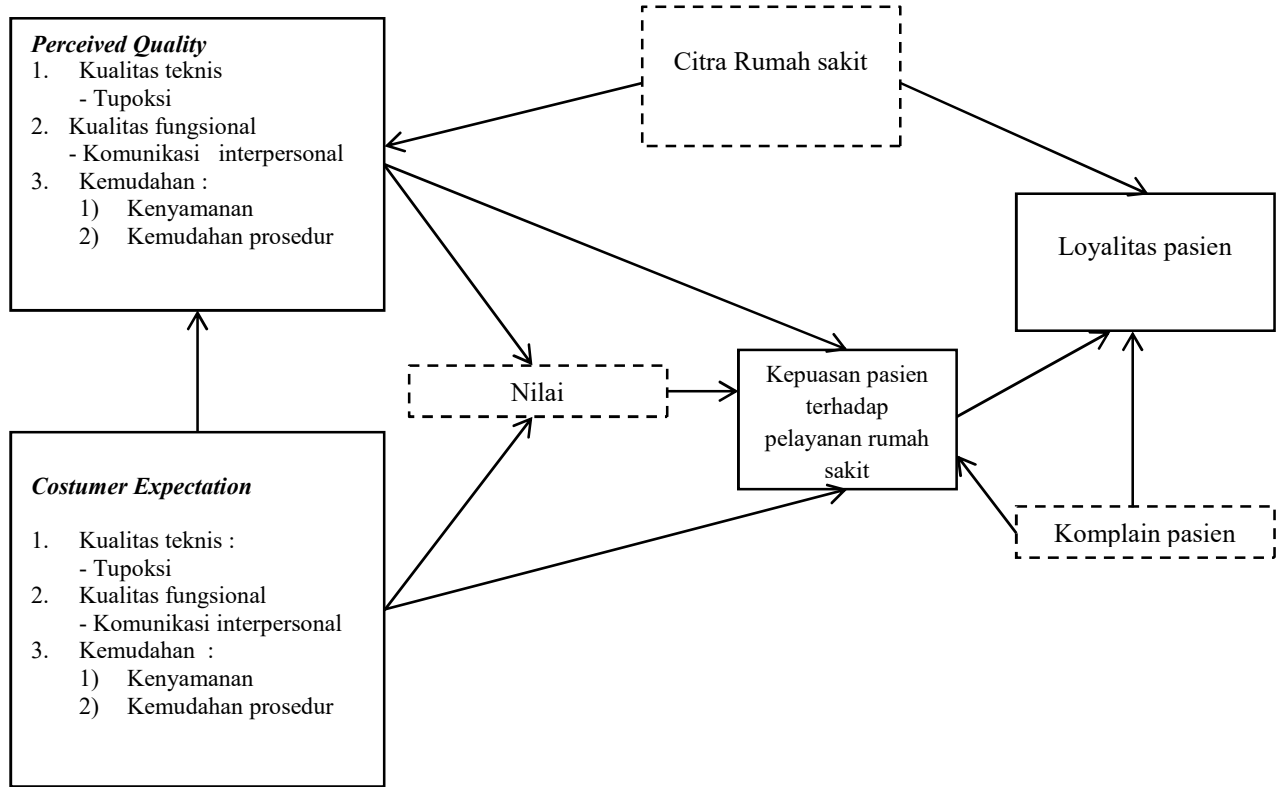 Perceived Quality
1. Kualitas teknis
- Tupoksi
2. Kualitas fungsional
- Komunikasi interpersonal
3. Kemudahan :
1) Kenyamanan
2) Kemudahan prosedur
Citra Rumah sakit
Loyalitas pasien
Nilai
Kepuasan pasien
terhadap
pelayanan rumah
sakit
Komplain pasien
Costumer Expectation
1. Kualitas teknis :
- Tupoksi
2. Kualitas fungsional
- Komunikasi interpersonal
3. Kemudahan :
1) Kenyamanan
2) Kemudahan prosedur